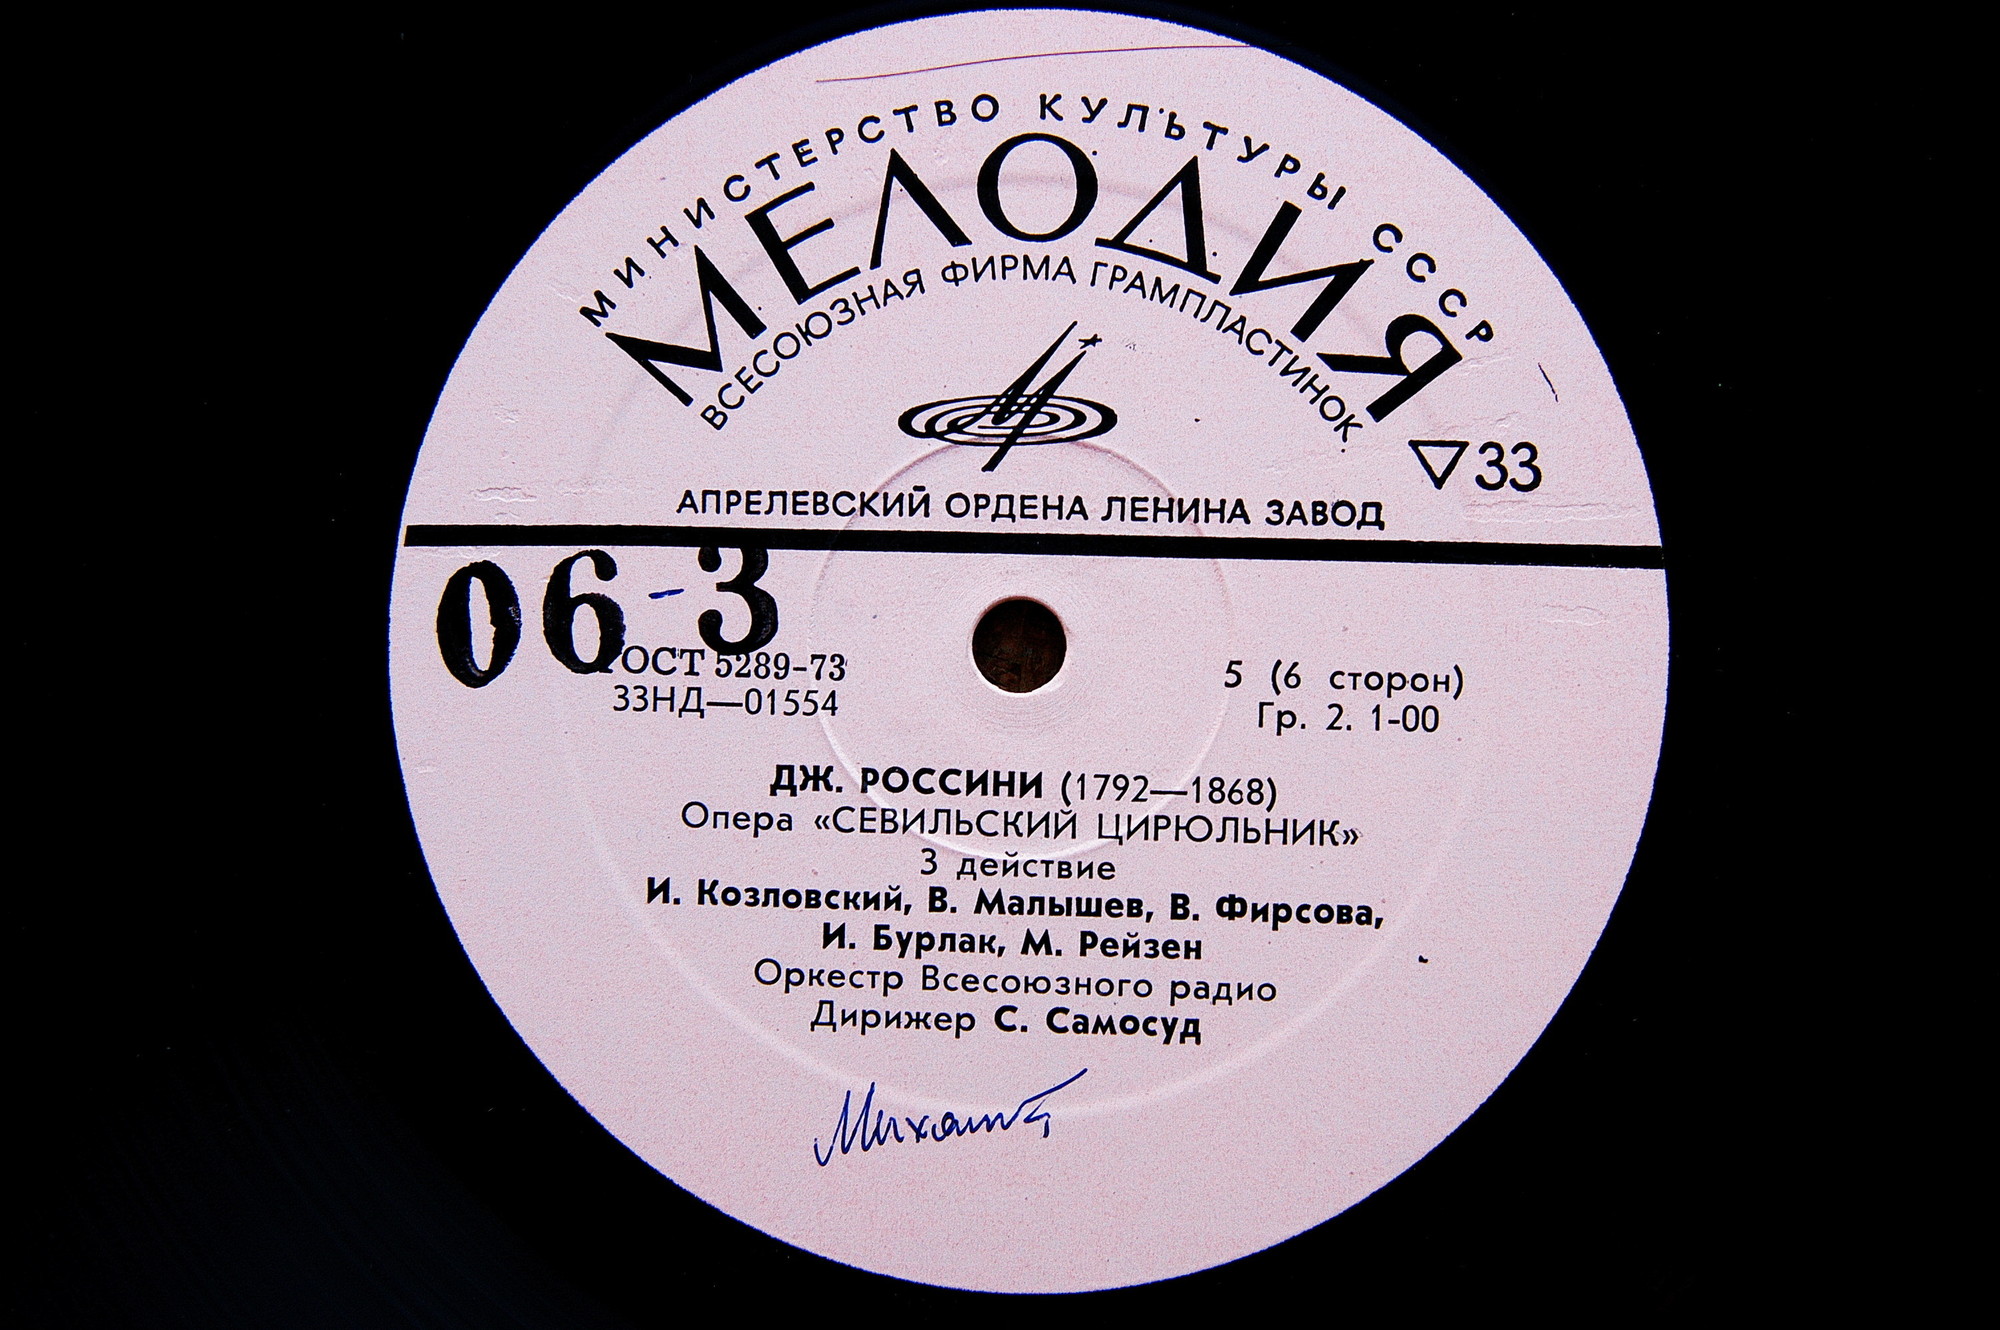 МИНИСТЕРСТВО КУЛЬТУРЫ СССР
МЕЛОДИЯ
ВСЕСОЮЗНАЯ ФИРМА ГРАМПЛАСТИНОК
33
АПРЕЛЕВСКИЙ ОРДЕНА ЛЕНИНА ЗАВОД
06-3
ГОСТ 5289-73
33НД—01554
5 (6 сторон)
Гр. 2. 1-00
ДЖ. РОССИНИ (1792—1868)
Опера «СЕВИЛЬСКИЙ ЦИРЮЛЬНИК»
3 действие
И. Козловский, В. Малышев, В. Фирсова,
И. Бурлак, М. Рейзен
Оркестр Всесоюзного радио
Дирижер С. Самосуд